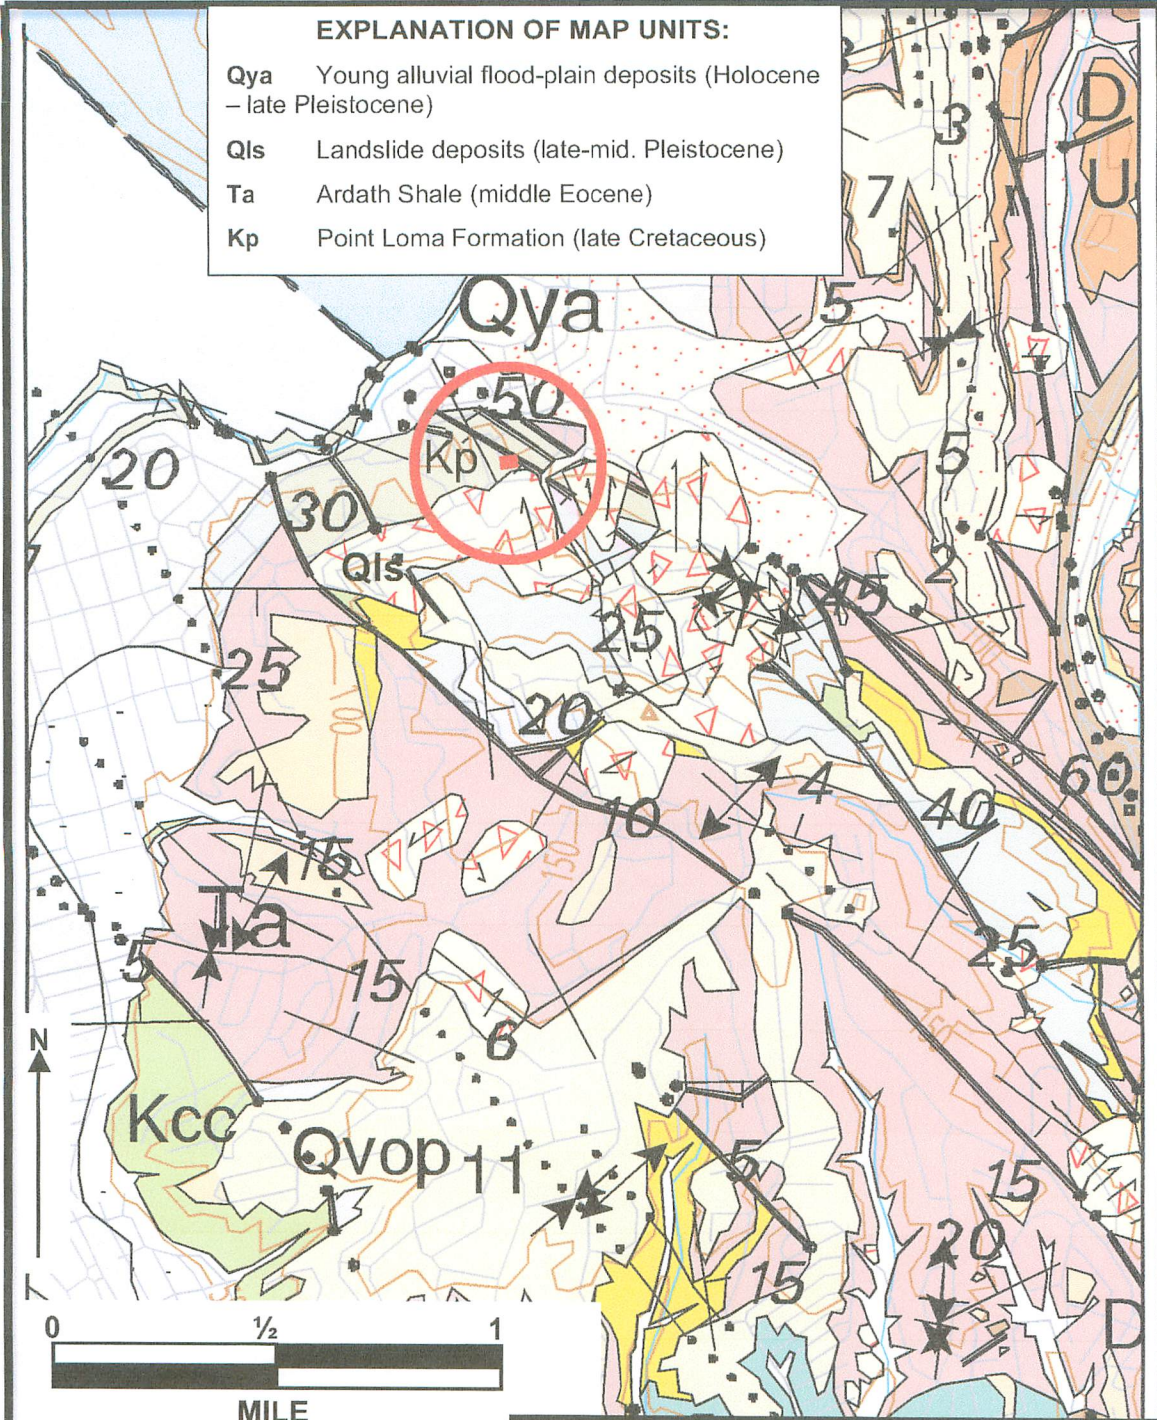 EXPLANATION OF MAP UNITS:
Qya Young alluvial flood-plain deposits (Holocene
– late Pleistocene)
Qls Landslide deposits (late-mid. Pleistocene)
Ta Ardath Shale (middle Eocene)
Kp Point Loma Formation (late Cretaceous)
3
D
7
U
Qya
5
50
Kp
20
5
30
Qls
2
45
25
25
20
60
4
10
40
150
15
Ta
25
5
15
6
N
Kcc
Qvop 11
5
15
20
15
D
0 ½ 1
MILE